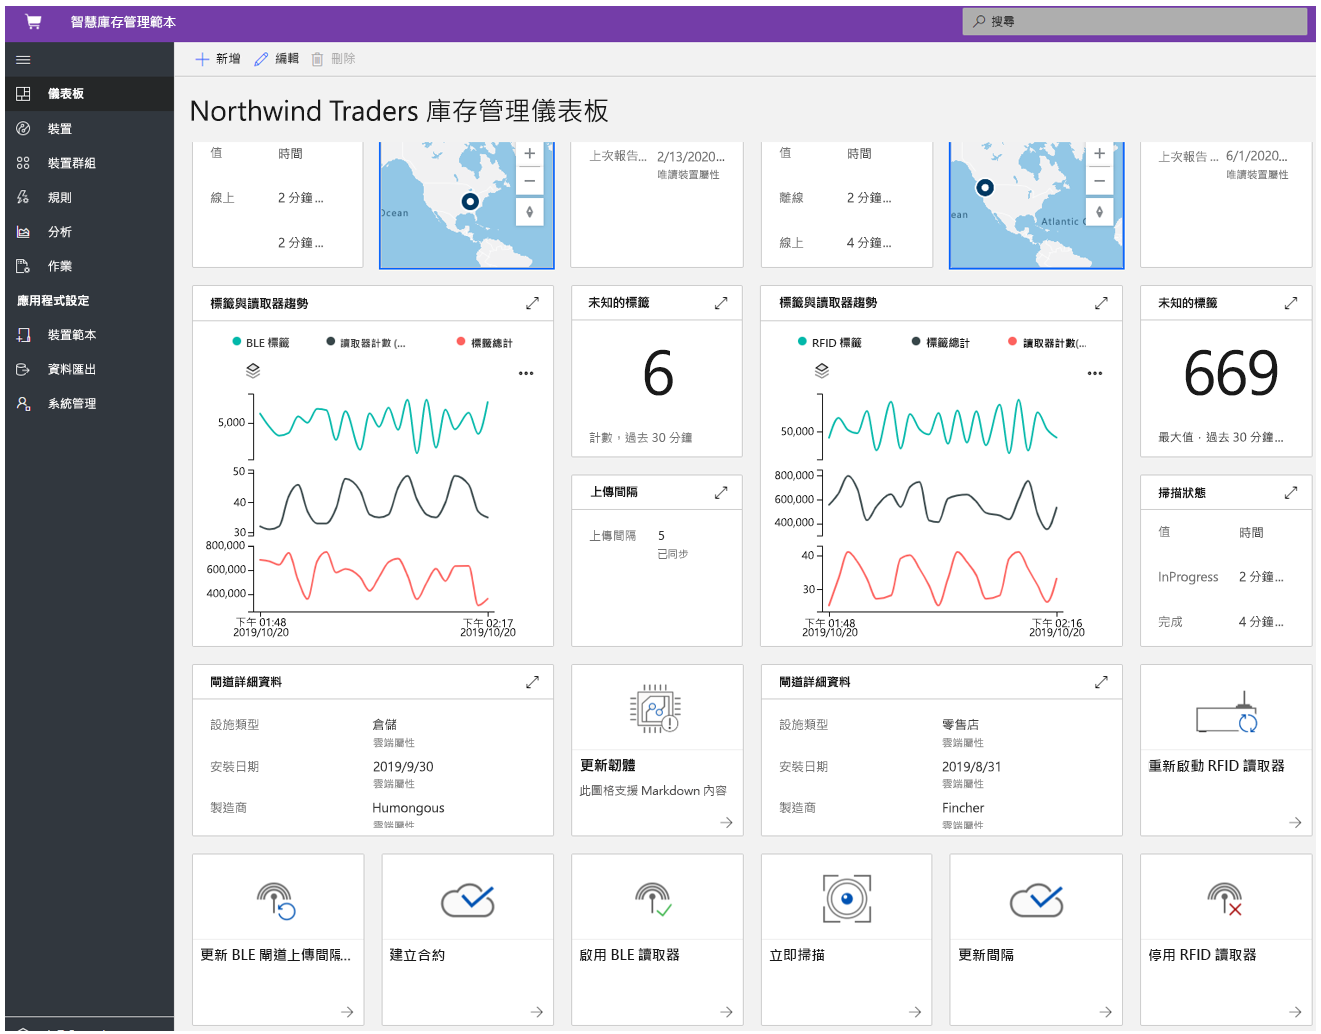 智慧庫存管理範本
搜尋
新增 編輯 刪除
儀表板
裝置
裝置群組
規則
分析
作業
應用程式設定
裝置範本
資料匯出
系統管理
Northwind Traders 庫存管理儀表板
值 時間
線上 2 分鐘...
2 分鐘...
Ocean
上次報告... 2/13/2020...
唯讀裝置屬性
值 時間
離線 2 分鐘...
線上 4 分鐘...
ean
Atlantic
上次報告 ... 6/1/2020...
唯讀裝置屬性
標籤與讀取器趨勢
BLE 標籤 讀取器計數 (... 標籤總計
5,000
50
40
30
800,000
600,000
400,000
下午 01:48 下午 02:17
2019/10/20 2019/10/20
未知的標籤
6
計數，過去 30 分鐘
上傳間隔
上傳間隔 5
已同步
標籤與讀取器趨勢
RFID 標籤 標籤總計 讀取器計數(...
50,000
800,000
600,000
400,000
40
30
下午 01:48 下午 02:16
2019/10/20 2019/10/20
未知的標籤
669
最大值 · 過去 30 分鐘...
掃描狀態
值 時間
InProgress 2 分鐘...
完成 4 分鐘...
閘道詳細資料
設施類型 倉儲
雲端屬性
安裝日期 2019/9/30
雲端屬性
製造商 Humongous
雲端屬性
更新韌體
此圖格支援 Markdown 內容
閘道詳細資料
設施類型 零售店
雲端屬性
安裝日期 2019/8/31
雲端屬性
製造商 Fincher
雲端屬性
重新啟動 RFID 讀取器
更新 BLE 閘道上傳間隔...
建立合約
啟用 BLE 讀取器
立即掃描
更新間隔
停用 RFID 讀取器